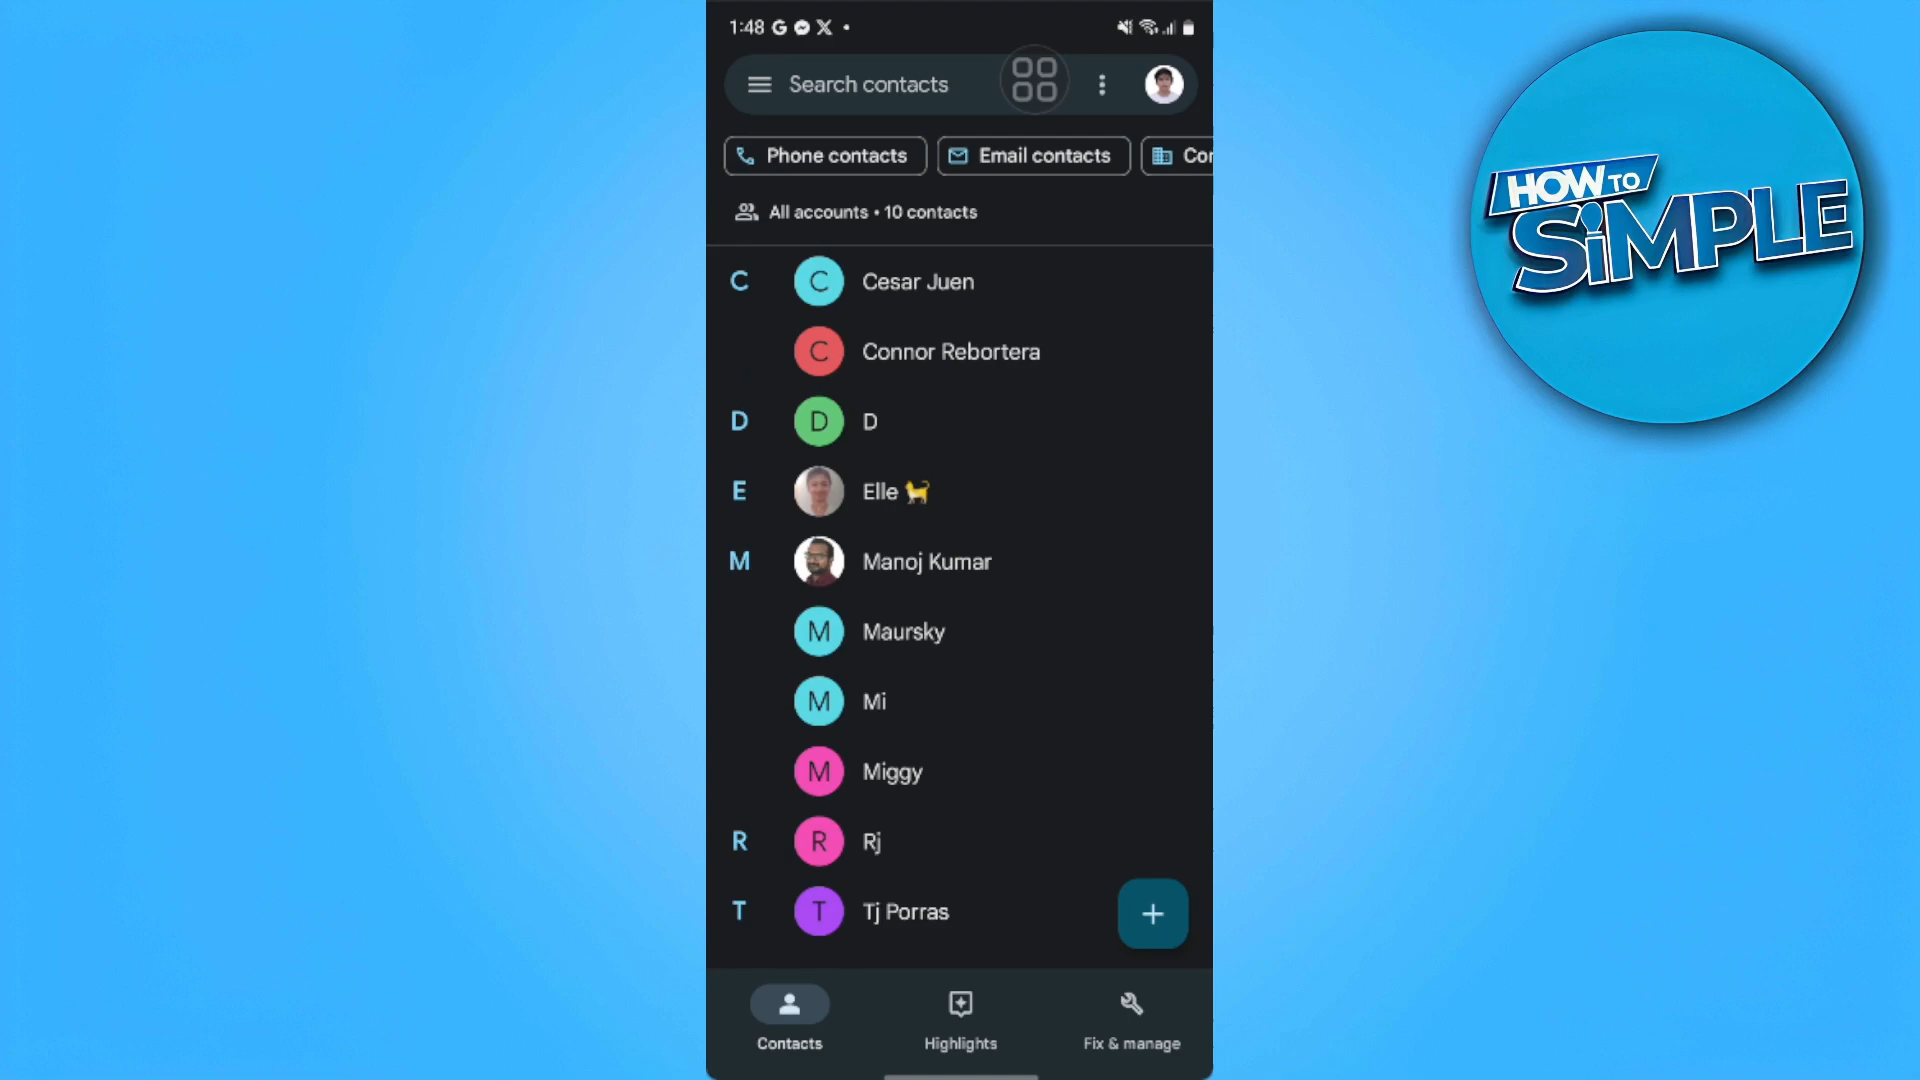 1:48
Search contacts
Phone contacts
Email contacts
Cor
All accounts • 10 contacts
C
C
Cesar Juen
C
Connor Rebortera
D
D
D
E
Elle 🐈
M
Manoj Kumar
M
Maursky
M
Mi
M
Miggy
R
R
Rj
T
T
Tj Porras
Contacts
Highlights
Fix & manage
HOW TO
SiMPLE